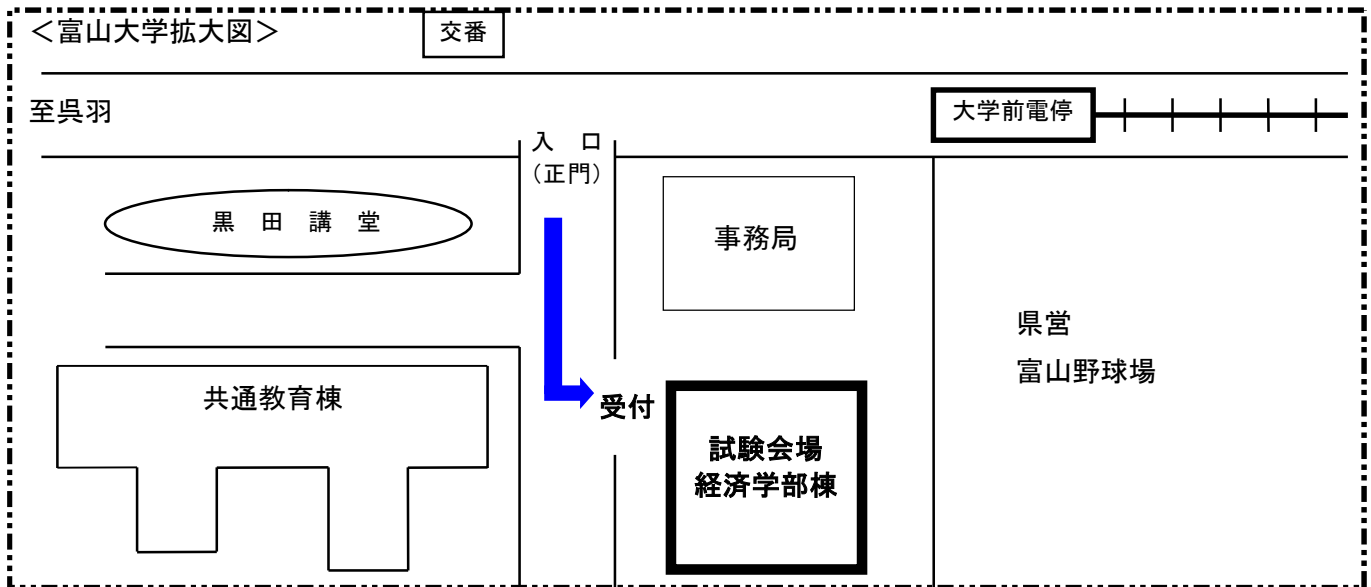 ＜富山大学拡大図＞
交番
至呉羽
大学前電停
入　口
（正門）
黒　田　講　堂
事務局
県営
富山野球場
共通教育棟
受付
試験会場
経済学部棟